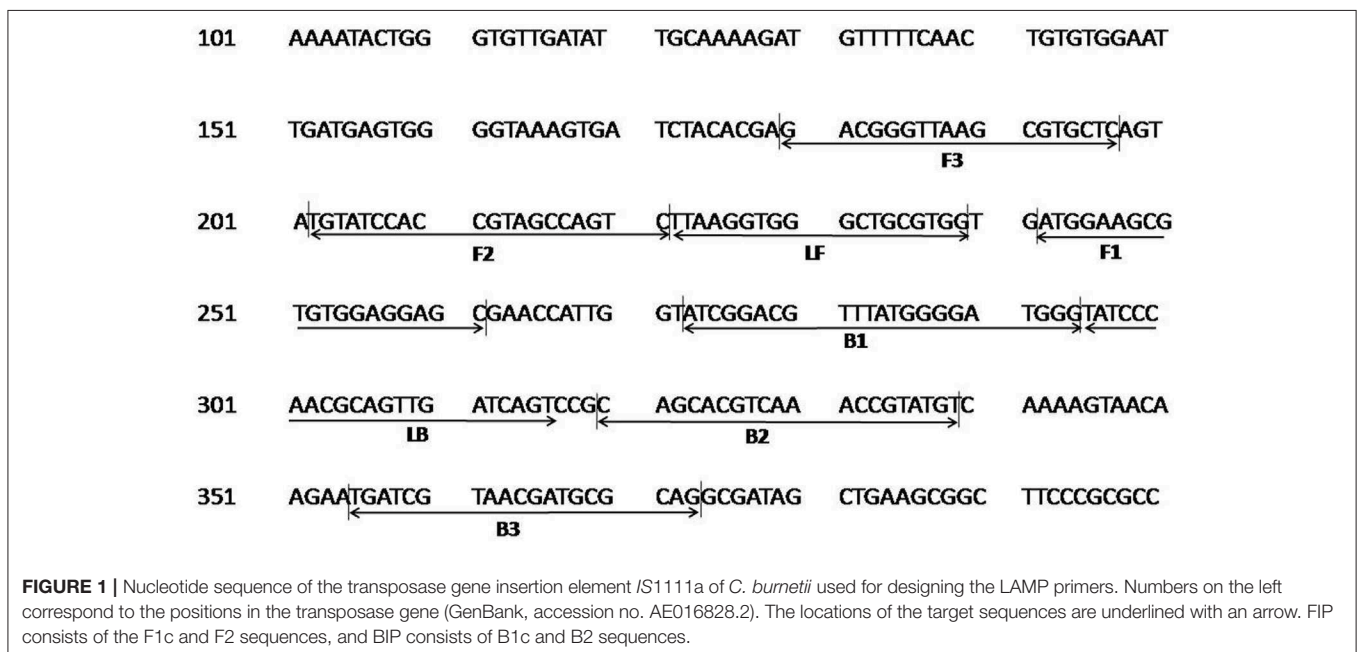 101 AAAATACTGG GTGTTGATAT TGCAAAAGAT GTTTTTCAAC TGTGTGGAAT
151 TGATGAGTGG GGTAAAGTGA TCTACACGAG ACGGGTTAAG CGTGCTCAGT
F3
201 ATGTATCCAC CGTAGCCAGT CTTAAGGTGG GCTGCGTGGT GATGGAAGCG
F2 LF F1
251 TGTGGAGGAG CGAACCATTG GTATCGGACG TTTATGGGGA TGGGTATCCC
B1
301 AACGCAGTTG ATCAGTCCGC AGCACGTCAA ACCGTATGTC AAAAGTAACA
LB B2
351 AGAATGATCG TAACGATGCG CAGGCGATAG CTGAAGCGGC TTCCCGCGCC
B3
FIGURE 1 | Nucleotide sequence of the transposase gene insertion element IS1111a of C. burnetii used for designing the LAMP primers. Numbers on the left
correspond to the positions in the transposase gene (GenBank, accession no. AE016828.2). The locations of the target sequences are underlined with an arrow. FIP
consists of the F1c and F2 sequences, and BIP consists of B1c and B2 sequences.